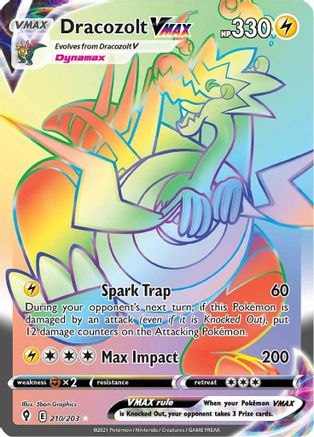 VMAX
Dracozolt VMAX
HP 330
Evolves from Dracozolt V
Dynamax
Spark Trap 60
During your opponent's next turn, if this Pokémon is
damaged by an attack (even if it is Knocked Out), put
12 damage counters on the Attacking Pokémon.
Max Impact 200
weakness ×2 resistance retreat
Illus. 5ban Graphics
E 210/203
VMAX rule
When your Pokémon VMAX
is Knocked Out, your opponent takes 3 Prize cards.
©2021 Pokémon / Nintendo / Creatures / GAME FREAK